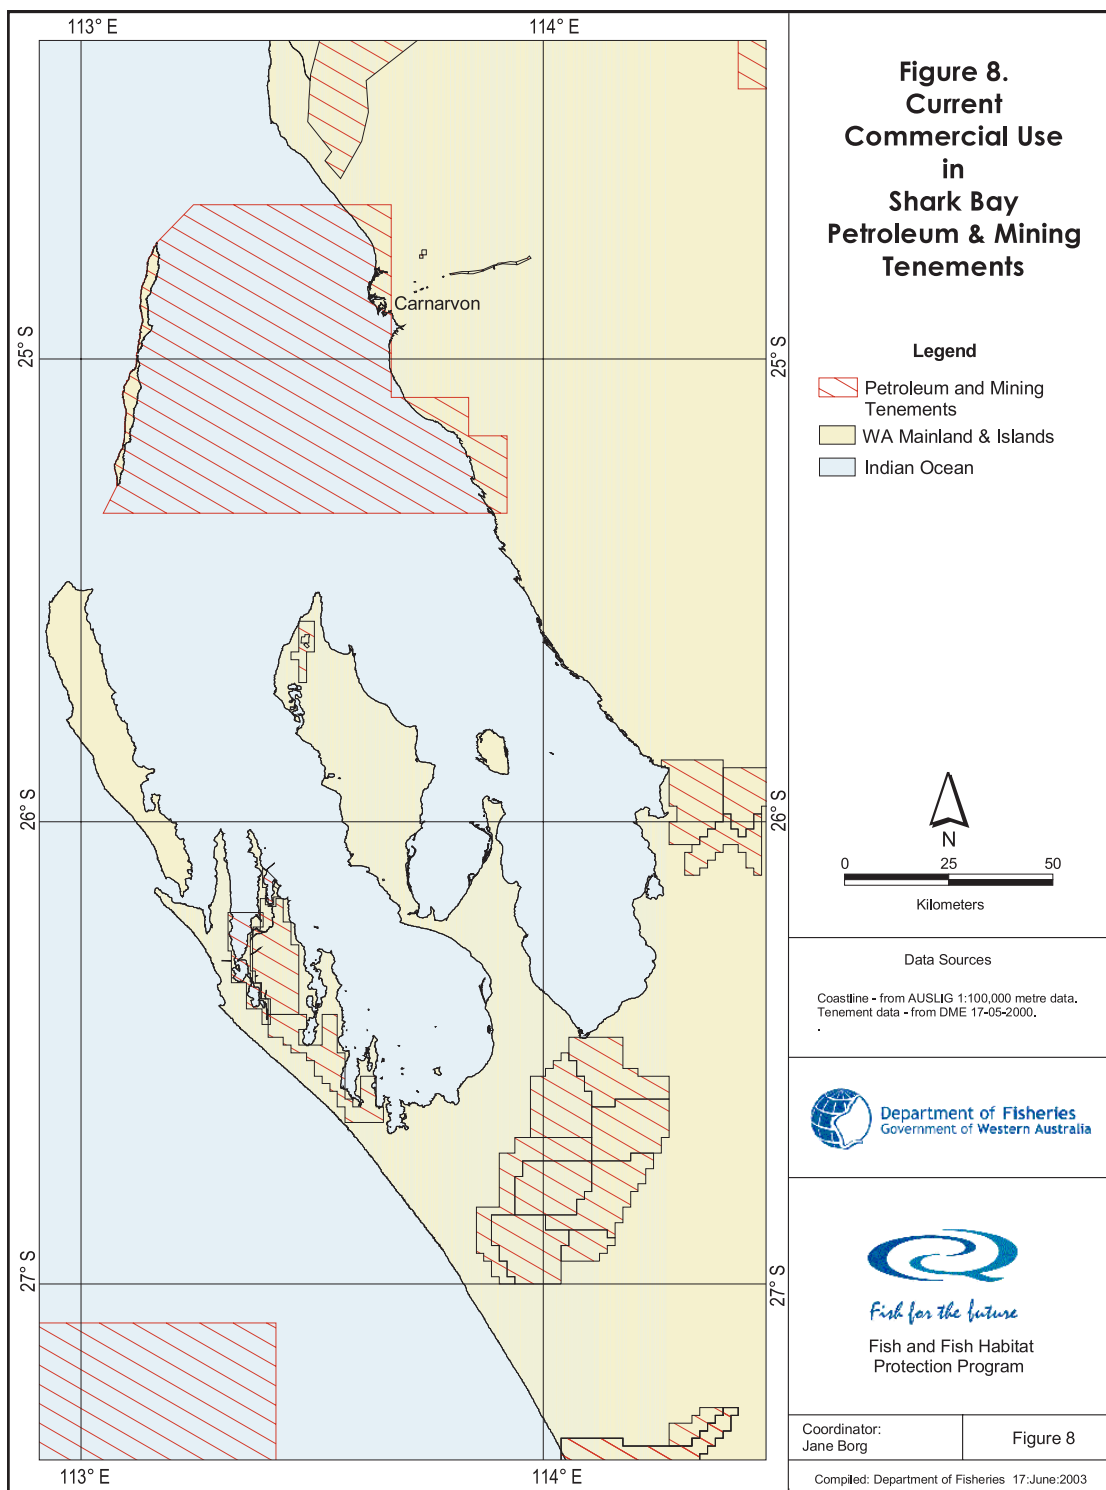 113° E
114° E
25° S
25° S
Carnarvon
26° S
26° S
27° S
27° S
113° E
114° E
Figure 8.
Current
Commercial Use
in
Shark Bay
Petroleum & Mining
Tenements
Legend
Petroleum and Mining
Tenements
WA Mainland & Islands
Indian Ocean
N
0 25 50
Kilometers
Data Sources
Coastline - from AUSLIG 1:100,000 metre data.
Tenement data - from DME 17-05-2000.
.
Department of Fisheries
Government of Western Australia
Fish for the future
Fish and Fish Habitat
Protection Program
Coordinator:
Jane Borg
Figure 8
Compiled: Department of Fisheries 17:June:2003